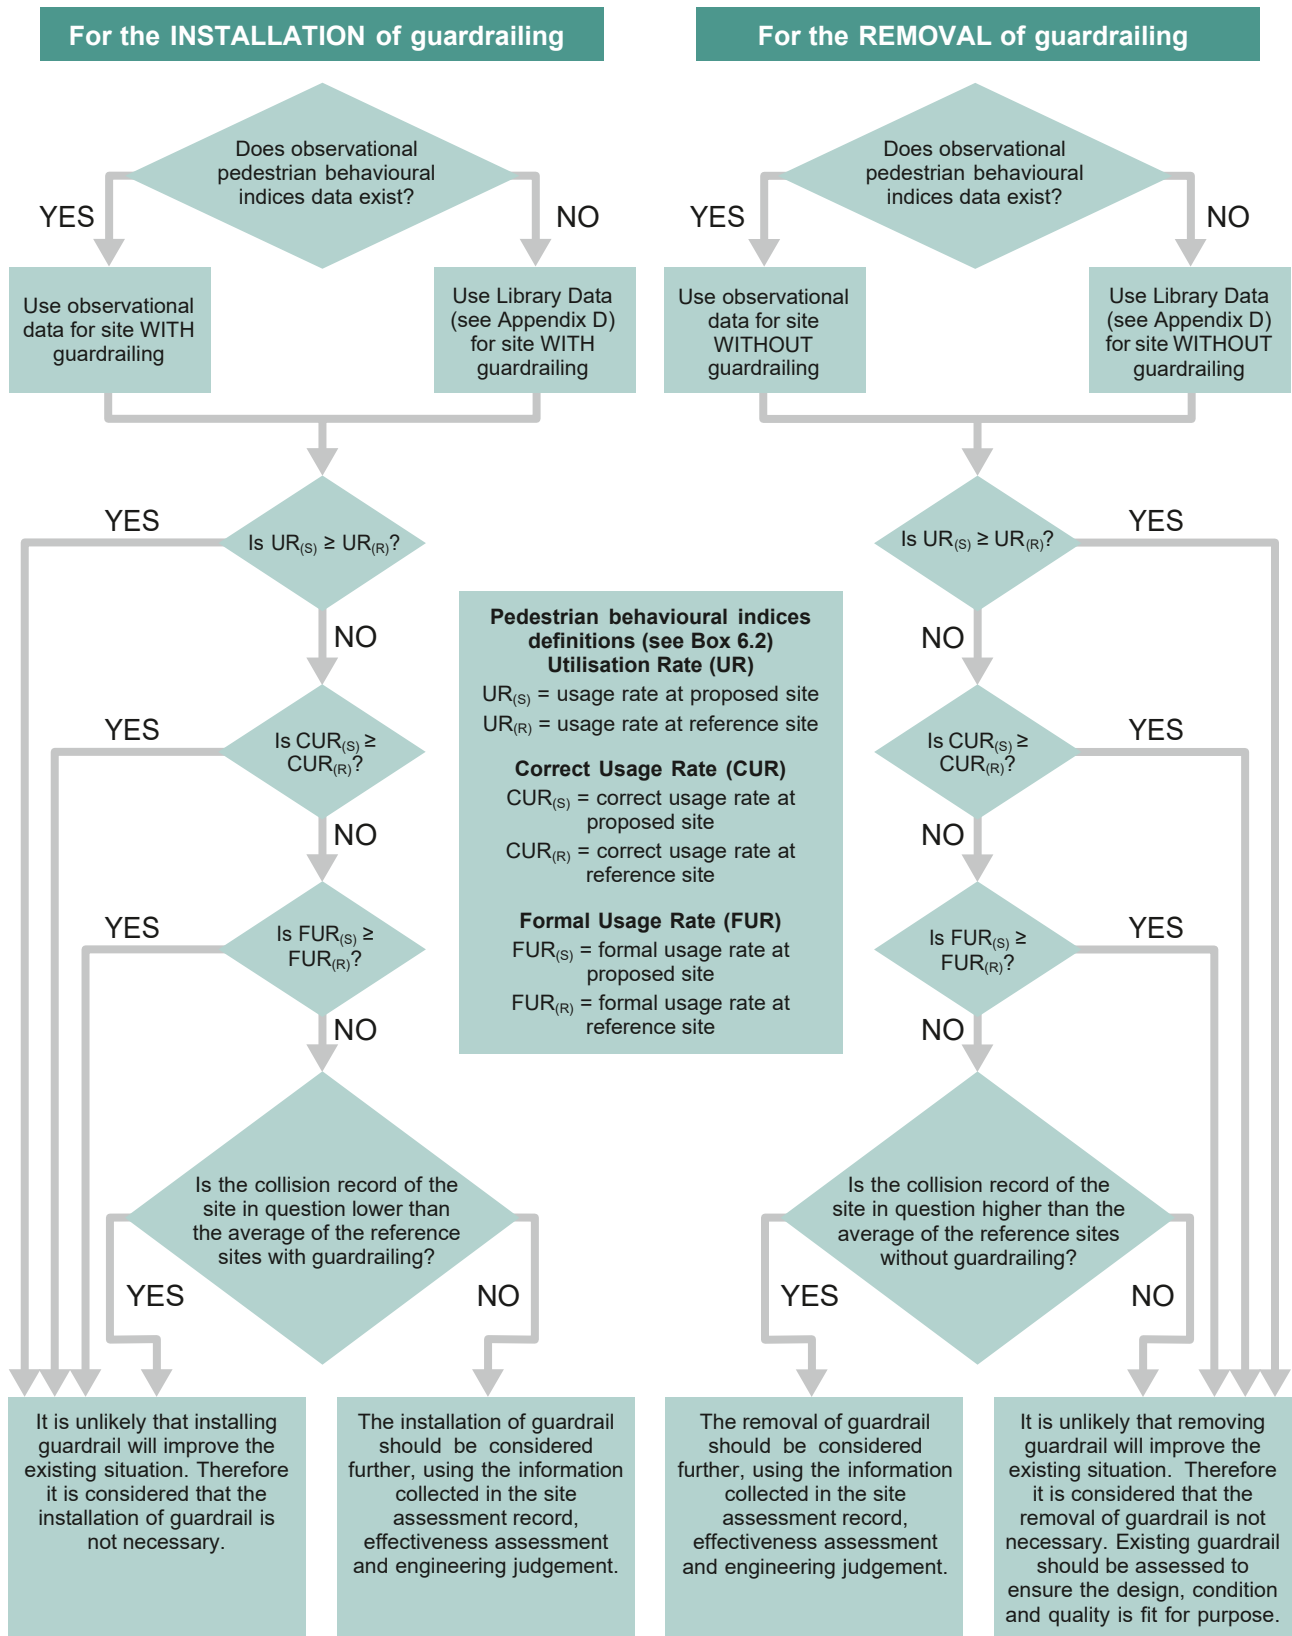 For the INSTALLATION of guardrailing
Does observational
pedestrian behavioural
indices data exist?
YES
NO
Use observational
data for site WITH
guardrailing
Use Library Data
(see Appendix D)
for site WITH
guardrailing
YES
Is UR(S) ≥ UR(R)?
NO
YES
Is CUR(S) ≥
CUR(R)?
NO
YES
Is FUR(S) ≥
FUR(R)?
NO
Is the collision record of the
site in question lower than
the average of the reference
sites with guardrailing?
YES
NO
It is unlikely that installing
guardrail will improve the
existing situation. Therefore
it is considered that the
installation of guardrail is
not necessary.
The installation of guardrail
should be considered
further, using the information
collected in the site
assessment record,
effectiveness assessment
and engineering judgement.
Pedestrian behavioural indices
definitions (see Box 6.2)
Utilisation Rate (UR)
UR(S) = usage rate at proposed site
UR(R) = usage rate at reference site
Correct Usage Rate (CUR)
CUR(S) = correct usage rate at
proposed site
CUR(R) = correct usage rate at
reference site
Formal Usage Rate (FUR)
FUR(S) = formal usage rate at
proposed site
FUR(R) = formal usage rate at
reference site
For the REMOVAL of guardrailing
Does observational
pedestrian behavioural
indices data exist?
YES
NO
Use observational
data for site
WITHOUT
guardrailing
Use Library Data
(see Appendix D)
for site WITHOUT
guardrailing
Is UR(S) ≥ UR(R)?
YES
NO
Is CUR(S) ≥
CUR(R)?
YES
NO
Is FUR(S) ≥
FUR(R)?
YES
NO
Is the collision record of the
site in question higher than the
average of the reference sites
without guardrailing?
YES
NO
The removal of guardrail
should be considered
further, using the information
collected in the site
assessment record,
effectiveness assessment
and engineering judgement.
It is unlikely that removing
guardrail will improve the
existing situation. Therefore
it is considered that the
removal of guardrail is not
necessary. Existing guardrail
should be assessed to
ensure the design, condition
and quality is fit for purpose.